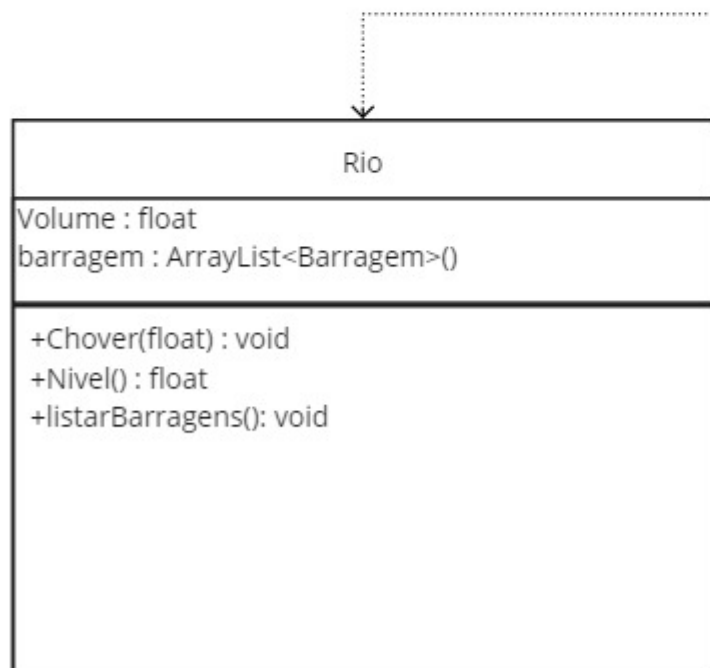 Rio
Volume : float
barragem : ArrayList<Barragem>()
+Chover(float) : void
+Nivel() : float
+listarBarragens(): void